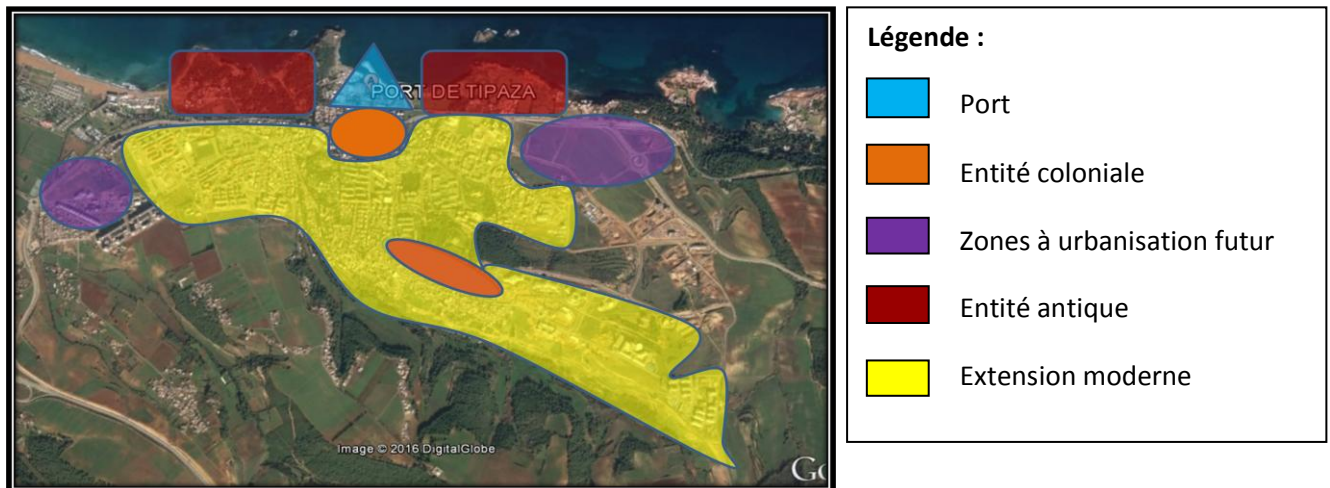 PORT DE TIPAZA
Image © 2016 DigitalGlobe
Légende :
Port
Entité coloniale
Zones à urbanisation futur
Entité antique
Extension moderne